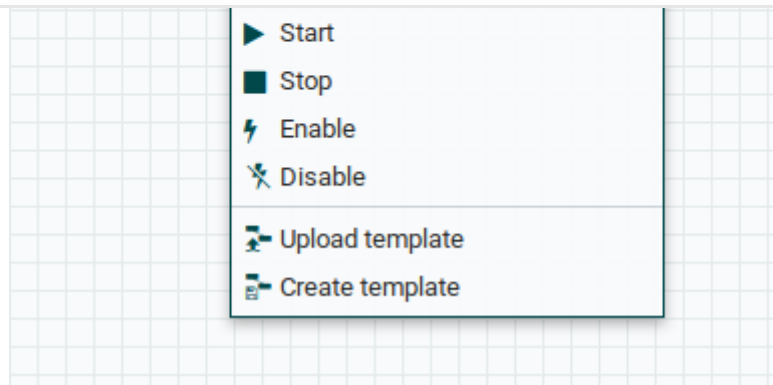 Start
Stop
Enable
Disable
Upload template
Create template